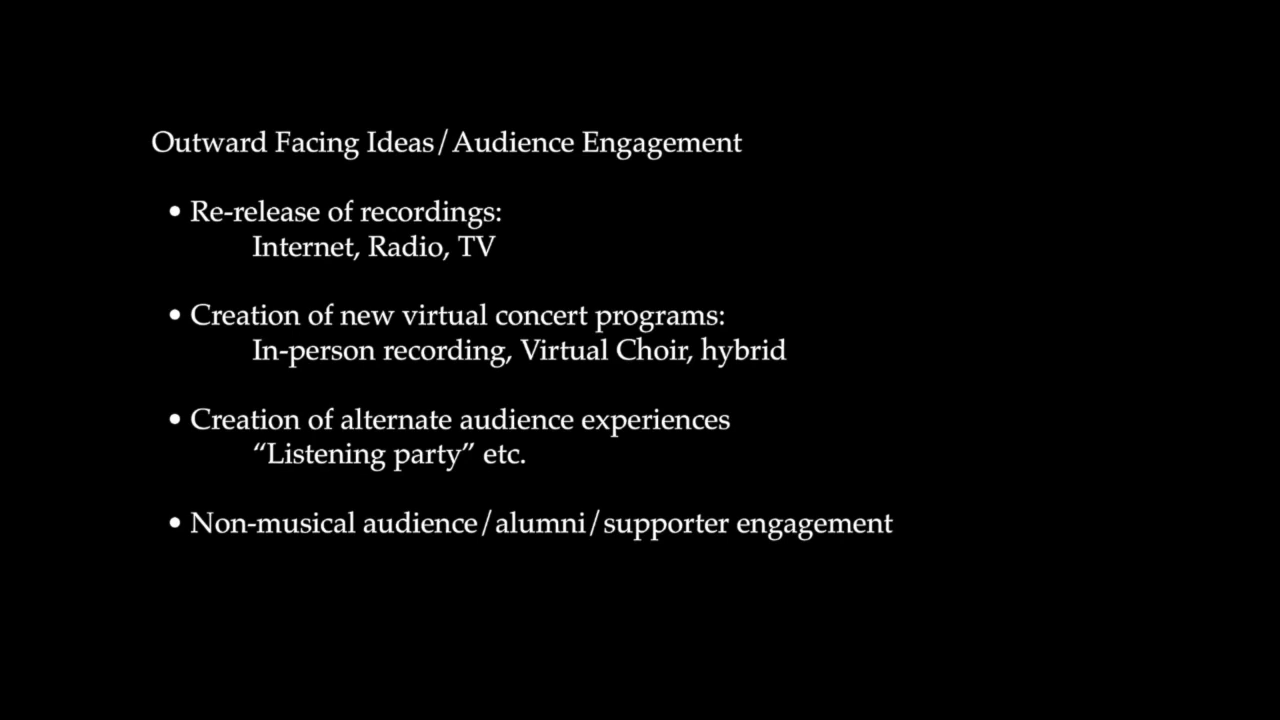 Outward Facing Ideas/Audience Engagement
• Re-release of recordings:
Internet, Radio, TV
• Creation of new virtual concert programs:
In-person recording, Virtual Choir, hybrid
• Creation of alternate audience experiences
“Listening party” etc.
• Non-musical audience/alumni/supporter engagement